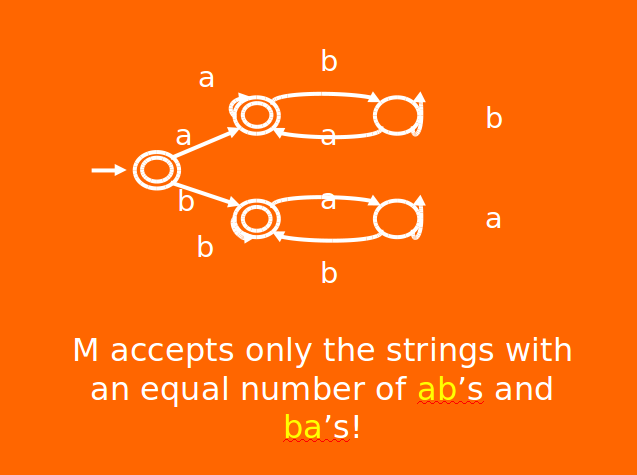 b
a
b
a
a
b
a
a
b
b
M accepts only the strings with
an equal number of ab’s and
ba’s!